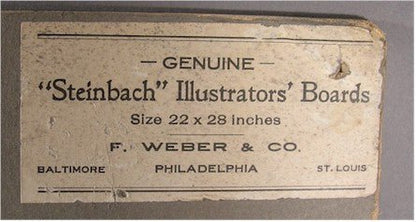 — GENUINE —
"Steinbach" Illustrators' Boards
Size 22 x 28 inches
F. WEBER & CO.
BALTIMORE PHILADELPHIA ST. LOUIS